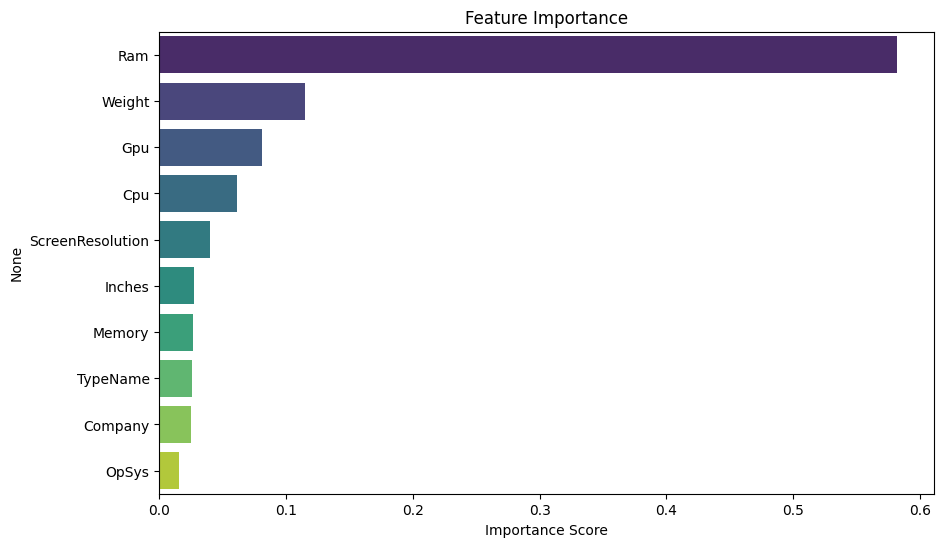 Feature Importance
Ram
Weight
Gpu
Cpu
ScreenResolution
Inches
Memory
TypeName
Company
OpSys
None
0.0 0.1 0.2 0.3 0.4 0.5 0.6
Importance Score